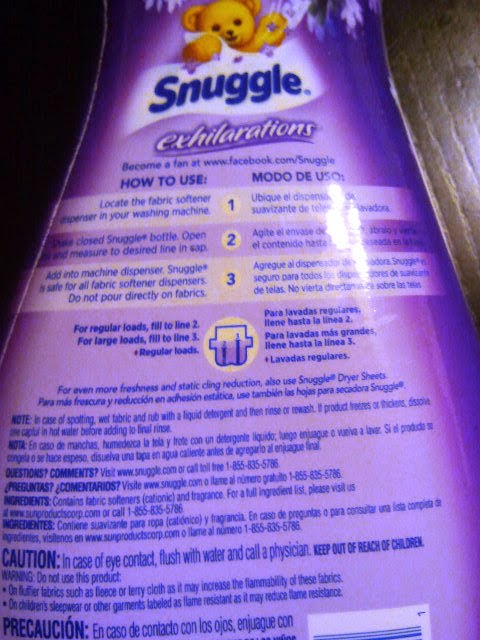 Snuggle®
exhilarations
Become a fan at www.facebook.com/Snuggle
HOW TO USE:
Locate the fabric softener
dispenser in your washing machine.
closed Snuggle® bottle. Open
and measure to desired line in cap.
Add into machine dispenser. Snuggle®
is safe for all fabric softener dispensers.
Do not pour directly on fabrics.
1
2
3
MODO DE USO:
Ubique el dispensador de
suavizante de telas lavadora.
Agite el envase de abralo y
el contenido hasta deseada en la
Agregue al dispensador de lavadora. Snuggle® es
seguro para todos los dispensadores de suavizante
de telas. No vierta directamente sobre las telas
For regular loads, fill to line 2.
For large loads, fill to line 3.
♦ Regular loads.
Para lavadas regulares,
llene hasta la línea 2.
Para lavadas más grandes,
llene hasta la línea 3.
♦ Lavadas regulares.
For even more freshness and static cling reduction, also use Snuggle® Dryer Sheets.
Para más frescura y reducción en adhesión estática, use también las hojas para secadora Snuggle®.
NOTE: In case of spotting, wet fabric and rub with a liquid detergent and then rinse or rewash. If product freezes or thickens, dissolve
one capful in hot water before adding to final rinse.
NOTA: En caso de manchas, humedezca la tela y frote con un detergente líquido; luego enjuague o vuelva a lavar. Si el producto se
congela o se hace espeso, disuelva una tapa en agua caliente antes de agregarlo al enjuague final.
QUESTIONS? COMMENTS? Visit www.snuggle.com or call toll free 1-855-835-5786.
¿PREGUNTAS? ¿COMENTARIOS? Visite www.snuggle.com o llame al número gratuito 1-855-835-5786.
INGREDIENTS: Contains fabric softeners (cationic) and fragrance. For a full ingredient list, please visit us
at www.sunproductscorp.com or call 1-855-835-5786.
INGREDIENTES: Contiene suavizante para ropa (catónico) y fragrancia. En caso de preguntas o para consultar una lista completa de
ingredientes, visítenos en www.sunproductscorp.com o llame al número 1-855-835-5786.
CAUTION: In case of eye contact, flush with water and call a physician. KEEP OUT OF REACH OF CHILDREN.
WARNING: Do not use this product:
• On fluffier fabrics such as fleece or terry cloth as it may increase the flammability of these fabrics.
• On children's sleepwear or other garments labeled as flame resistant as it may reduce flame resistance.
PRECAUCIÓN: En caso de contacto con los ojos, enjuague con
1